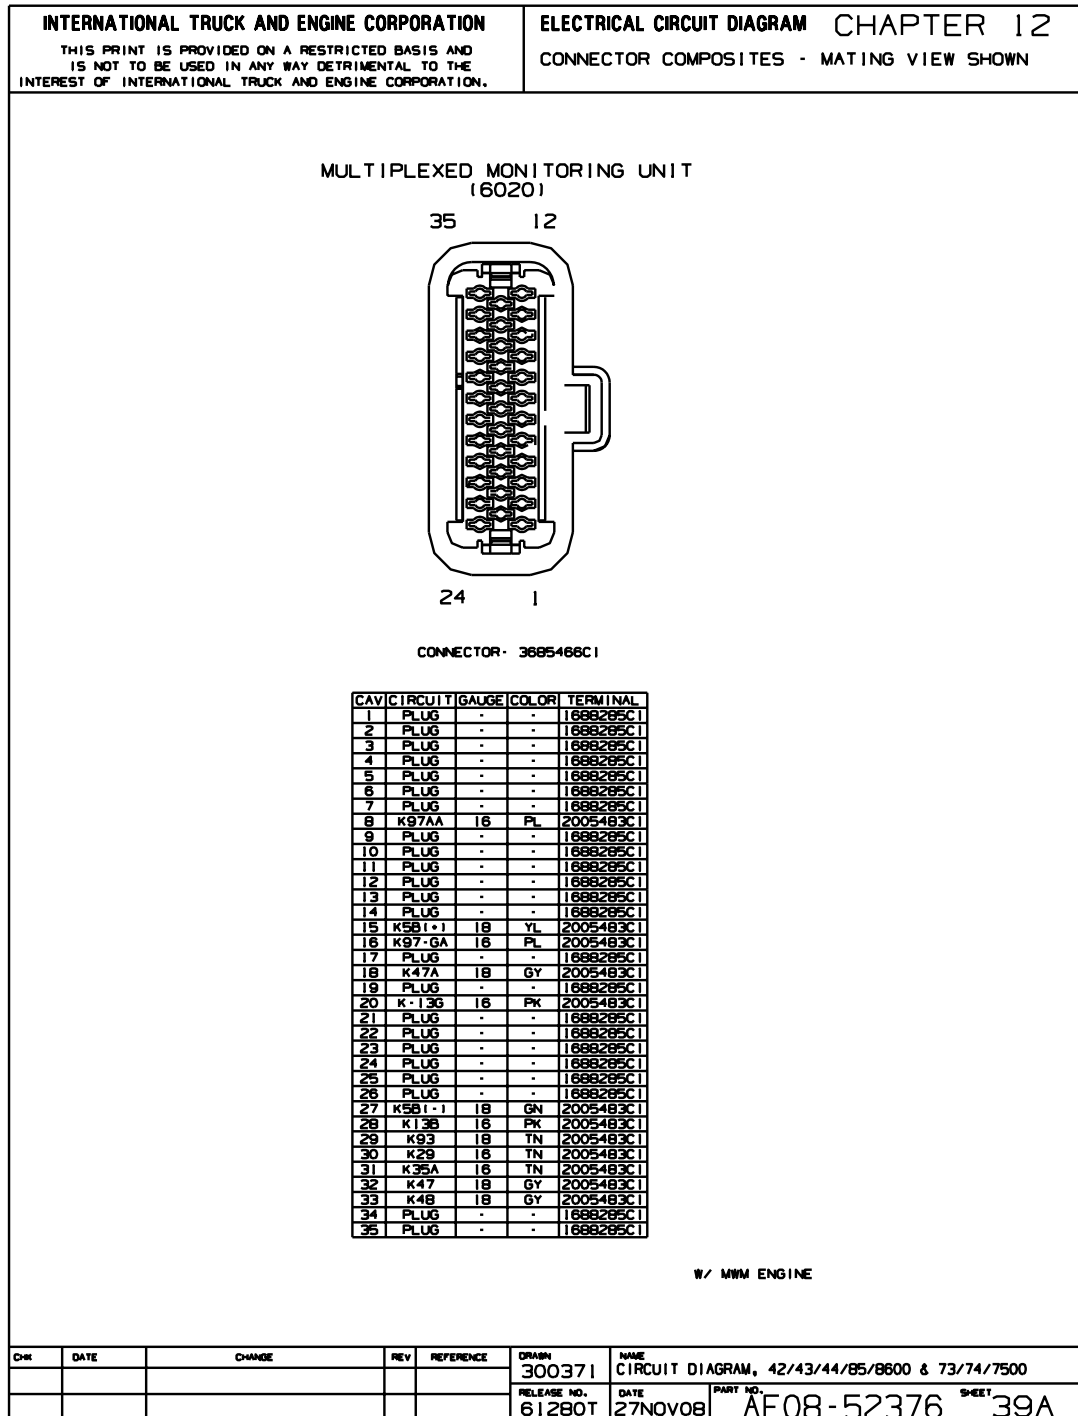 INTERNATIONAL TRUCK AND ENGINE CORPORATION
THIS PRINT IS PROVIDED ON A RESTRICTED BASIS AND
IS NOT TO BE USED IN ANY WAY DETRIMENTAL TO THE
INTEREST OF INTERNATIONAL TRUCK AND ENGINE CORPORATION.
ELECTRICAL CIRCUIT DIAGRAM CHAPTER 12
CONNECTOR COMPOSITES - MATING VIEW SHOWN
MULTIPLEXED MONITORING UNIT
(6020)
35 12
24 1
CONNECTOR- 3685466C1
CAV CIRCUIT GAUGE COLOR TERMINAL
1 PLUG - - 1688285C1
2 PLUG - - 1688285C1
3 PLUG - - 1688285C1
4 PLUG - - 1688285C1
5 PLUG - - 1688285C1
6 PLUG - - 1688285C1
7 PLUG - - 1688285C1
8 K97AA 16 PL 2005483C1
9 PLUG - - 1688285C1
10 PLUG - - 1688285C1
11 PLUG - - 1688285C1
12 PLUG - - 1688285C1
13 PLUG - - 1688285C1
14 PLUG - - 1688285C1
15 K5B(+) 18 YL 2005483C1
16 K97-GA 16 PL 2005483C1
17 PLUG - - 1688285C1
18 K47A 18 GY 2005483C1
19 PLUG - - 1688285C1
20 K-13G 16 PK 2005483C1
21 PLUG - - 1688285C1
22 PLUG - - 1688285C1
23 PLUG - - 1688285C1
24 PLUG - - 1688285C1
25 PLUG - - 1688285C1
26 PLUG - - 1688285C1
27 K5B(-) 18 GN 2005483C1
28 K13B 16 PK 2005483C1
29 K93 18 TN 2005483C1
30 K29 16 TN 2005483C1
31 K35A 16 TN 2005483C1
32 K47 18 GY 2005483C1
33 K48 18 GY 2005483C1
34 PLUG - - 1688285C1
35 PLUG - - 1688285C1
W/ MWM ENGINE
CHK DATE CHANGE REV REFERENCE
DRAWN 300371
NAME CIRCUIT DIAGRAM, 42/43/44/85/8600 & 73/74/7500
RELEASE NO. 61280T
DATE 27NOV08
PART NO. AF08-52376
SHEET 39A